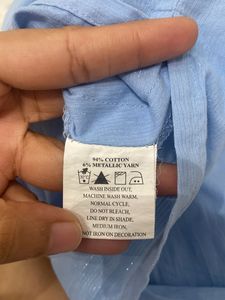 94% COTTON
6% METALLIC YARN
WASH INSIDE OUT,
MACHINE WASH WARM,
NORMAL CYCLE,
DO NOT BLEACH,
LINE DRY IN SHADE,
MEDIUM IRON,
NOT IRON ON DECORATION